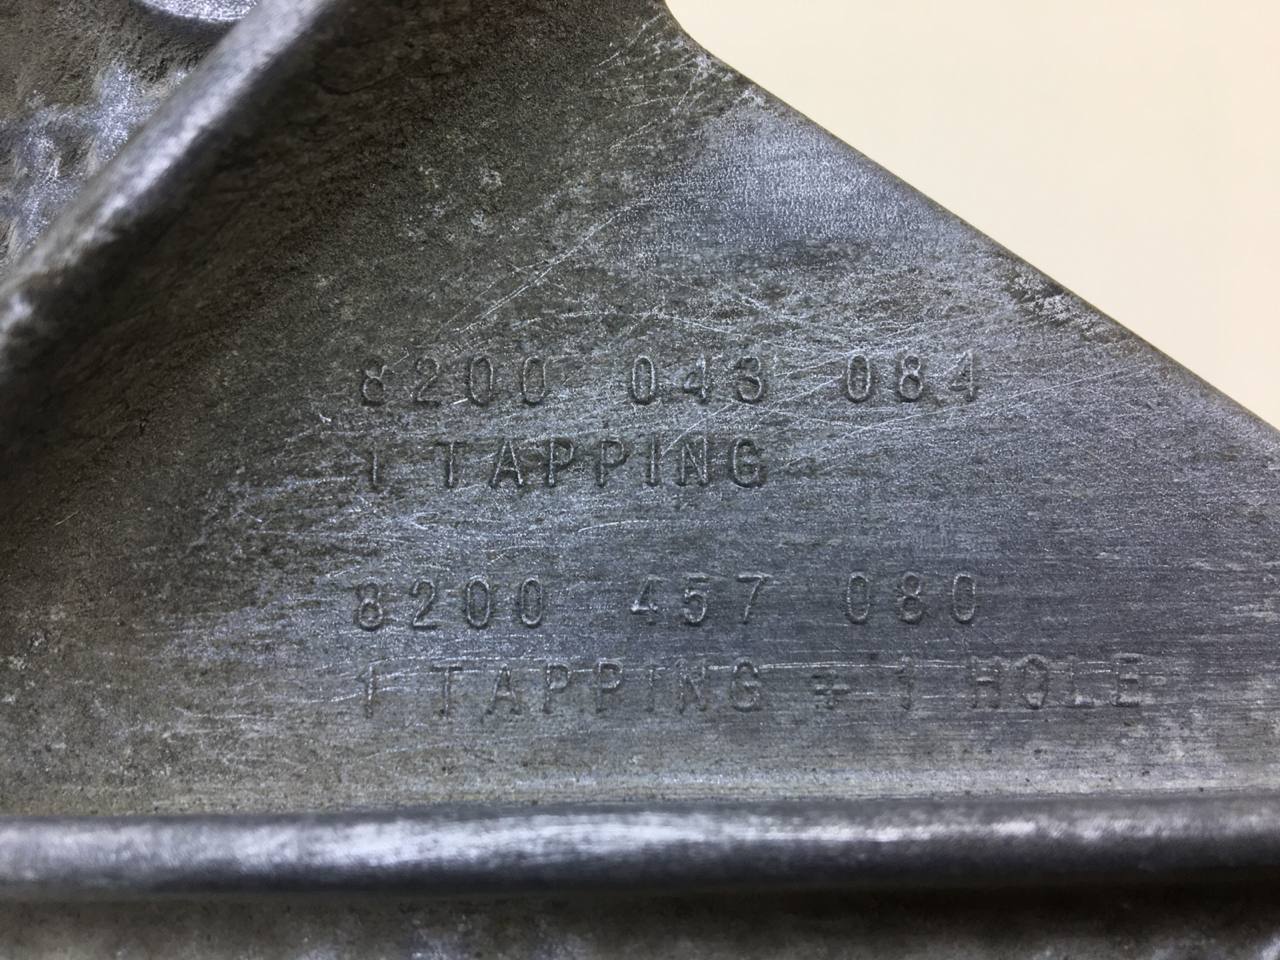 8200 043 084
1 TAPPING
8200 457 080
1 TAPPING + 1 HOLE